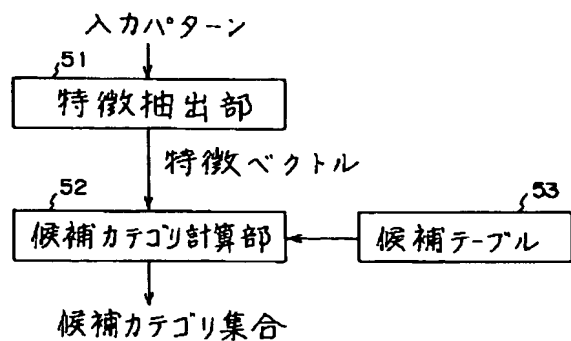 入力パターン
51
特徴抽出部
特徴ベクトル
52
候補カテゴリ計算部
53
候補テーブル
候補カテゴリ集合